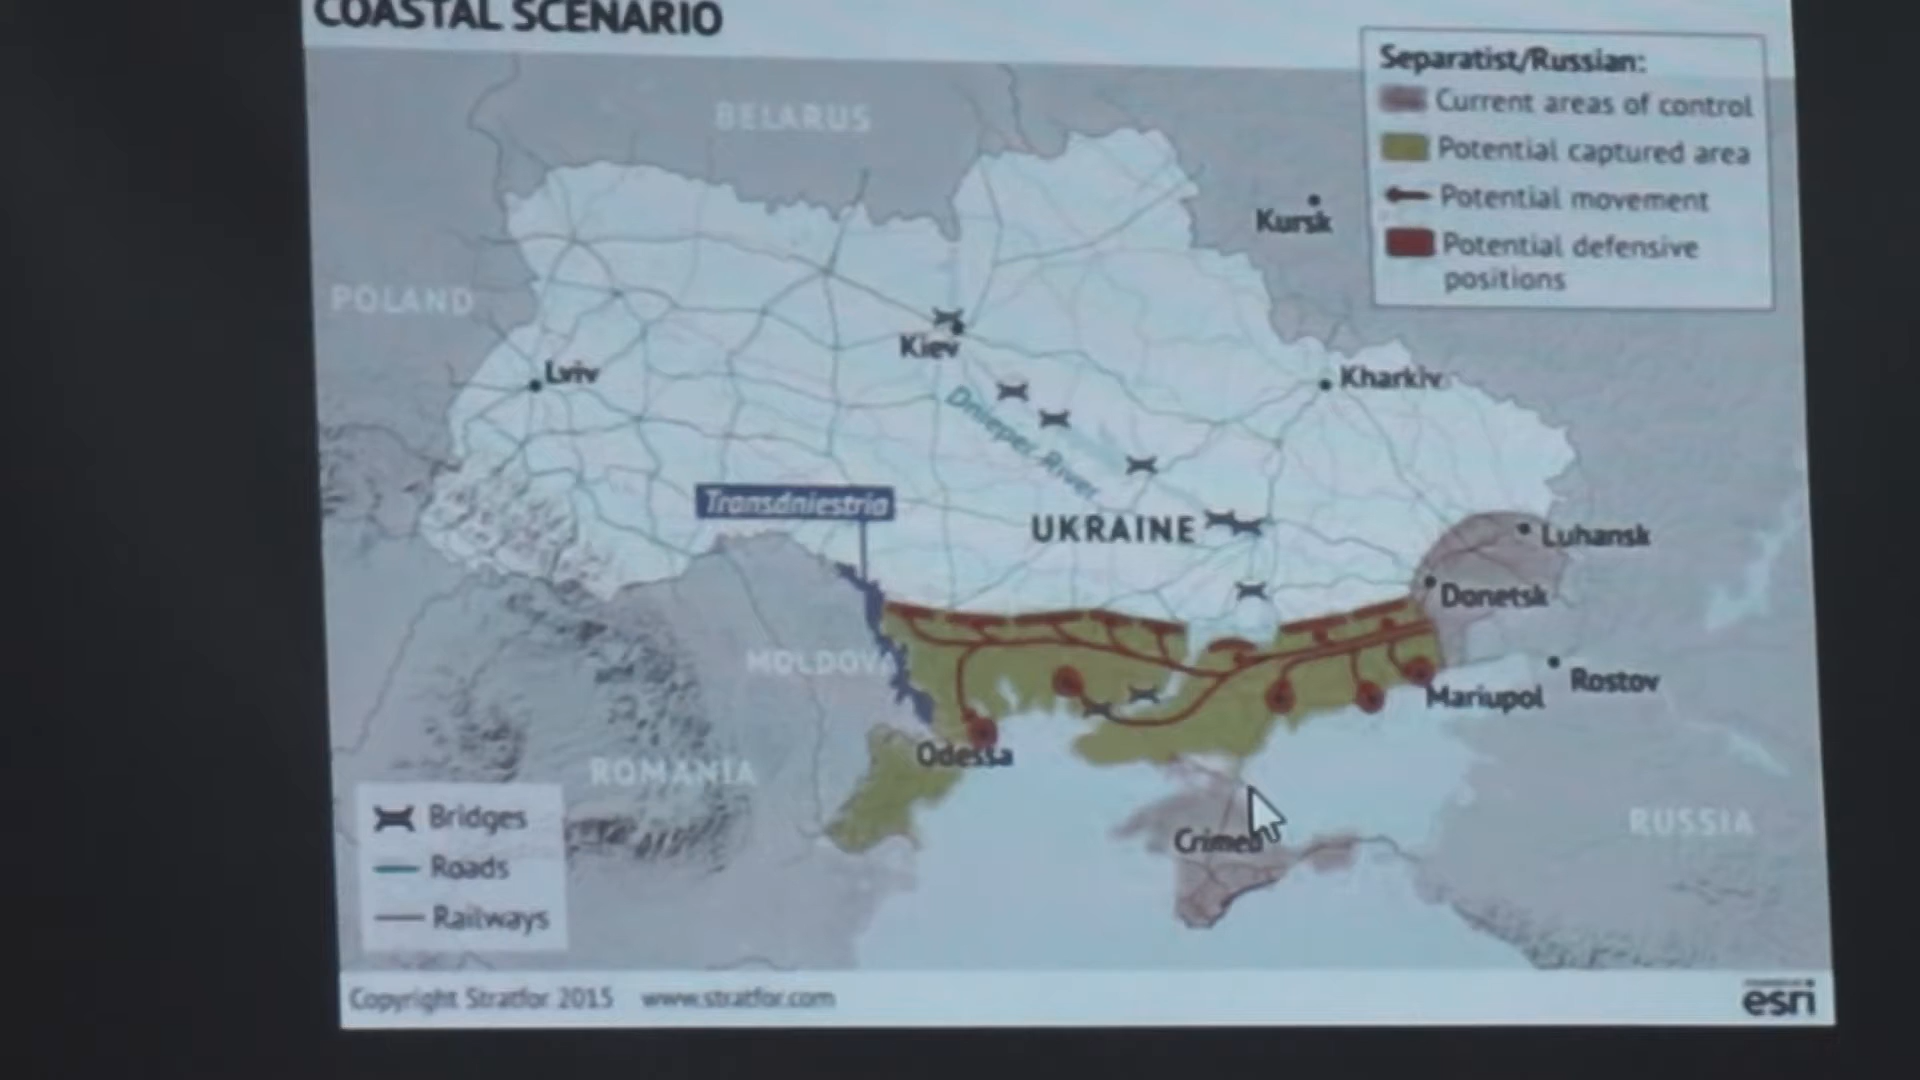 COASTAL SCENARIO
Separatist/Russian:
Current areas of control
Potential captured area
Potential movement
Potential defensive
positions
BELARUS
Kursk
POLAND
Kiev
Lviv
Kharkiv
Dnieper River
Transdniestria
UKRAINE
Luhansk
Donetsk
MOLDOVA
Rostov
Mariupol
Odessa
ROMANIA
RUSSIA
Crimea
Bridges
Roads
Railways
Copyright Stratfor 2015 www.stratfor.com
esri